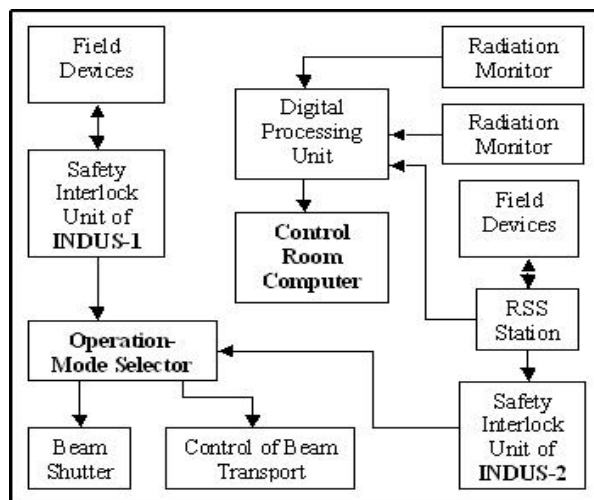 Field
Devices
Radiation
Monitor
Digital
Processing
Unit
Radiation
Monitor
Safety
Interlock
Unit of
INDUS-1
Field
Devices
Control
Room
Computer
RSS
Station
Operation-
Mode Selector
Safety
Interlock
Unit of
INDUS-2
Beam
Shutter
Control of Beam
Transport